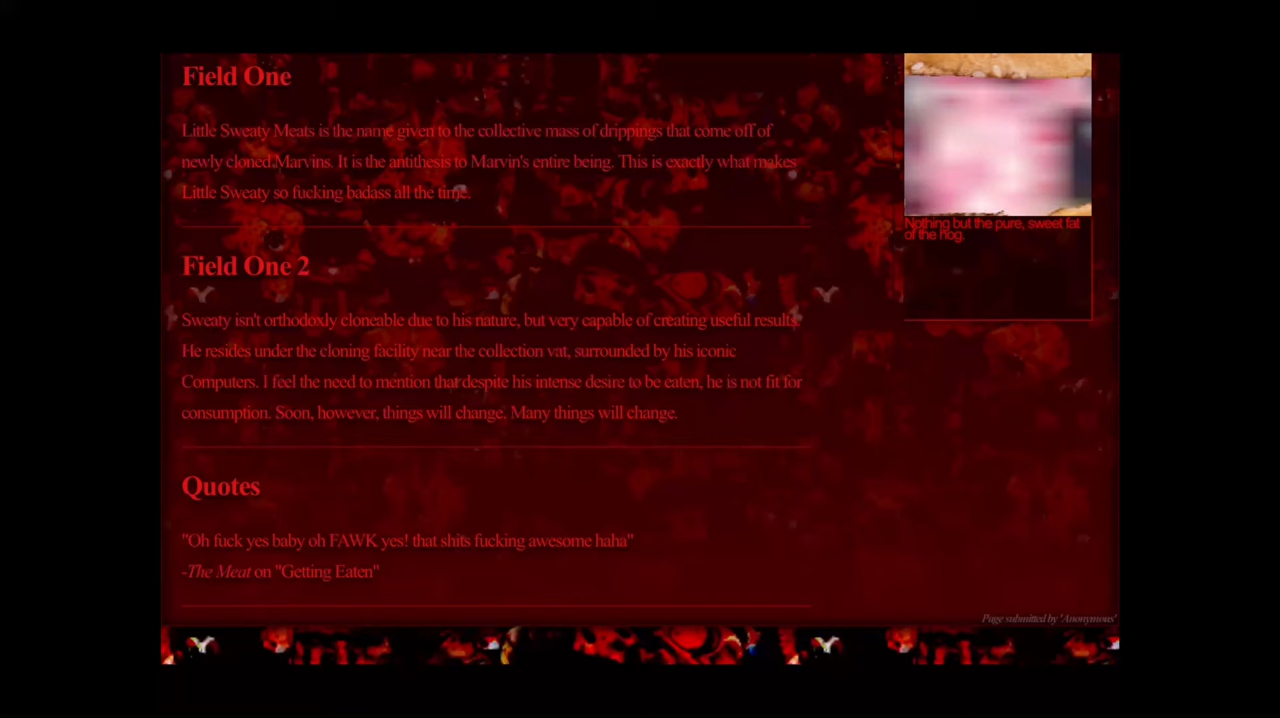 Field One
Little Sweaty Meats is the name given to the collective mass of drippings that come off of
newly cloned Marvins. It is the antithesis to Marvin's entire being. This is exactly what makes
Little Sweaty so fucking badass all the time.
Nothing but the pure, sweet fat
of the hog.
Field One 2
Sweaty isn't orthodoxly cloneable due to his nature, but very capable of creating useful results.
He resides under the cloning facility near the collection vat, surrounded by his iconic
Computers. I feel the need to mention that despite his intense desire to be eaten, he is not fit for
consumption. Soon, however, things will change. Many things will change.
Quotes
"Oh fuck yes baby oh FAWK yes! that shits fucking awesome haha"
-The Meat on "Getting Eaten"
Page submitted by 'Anonymous'